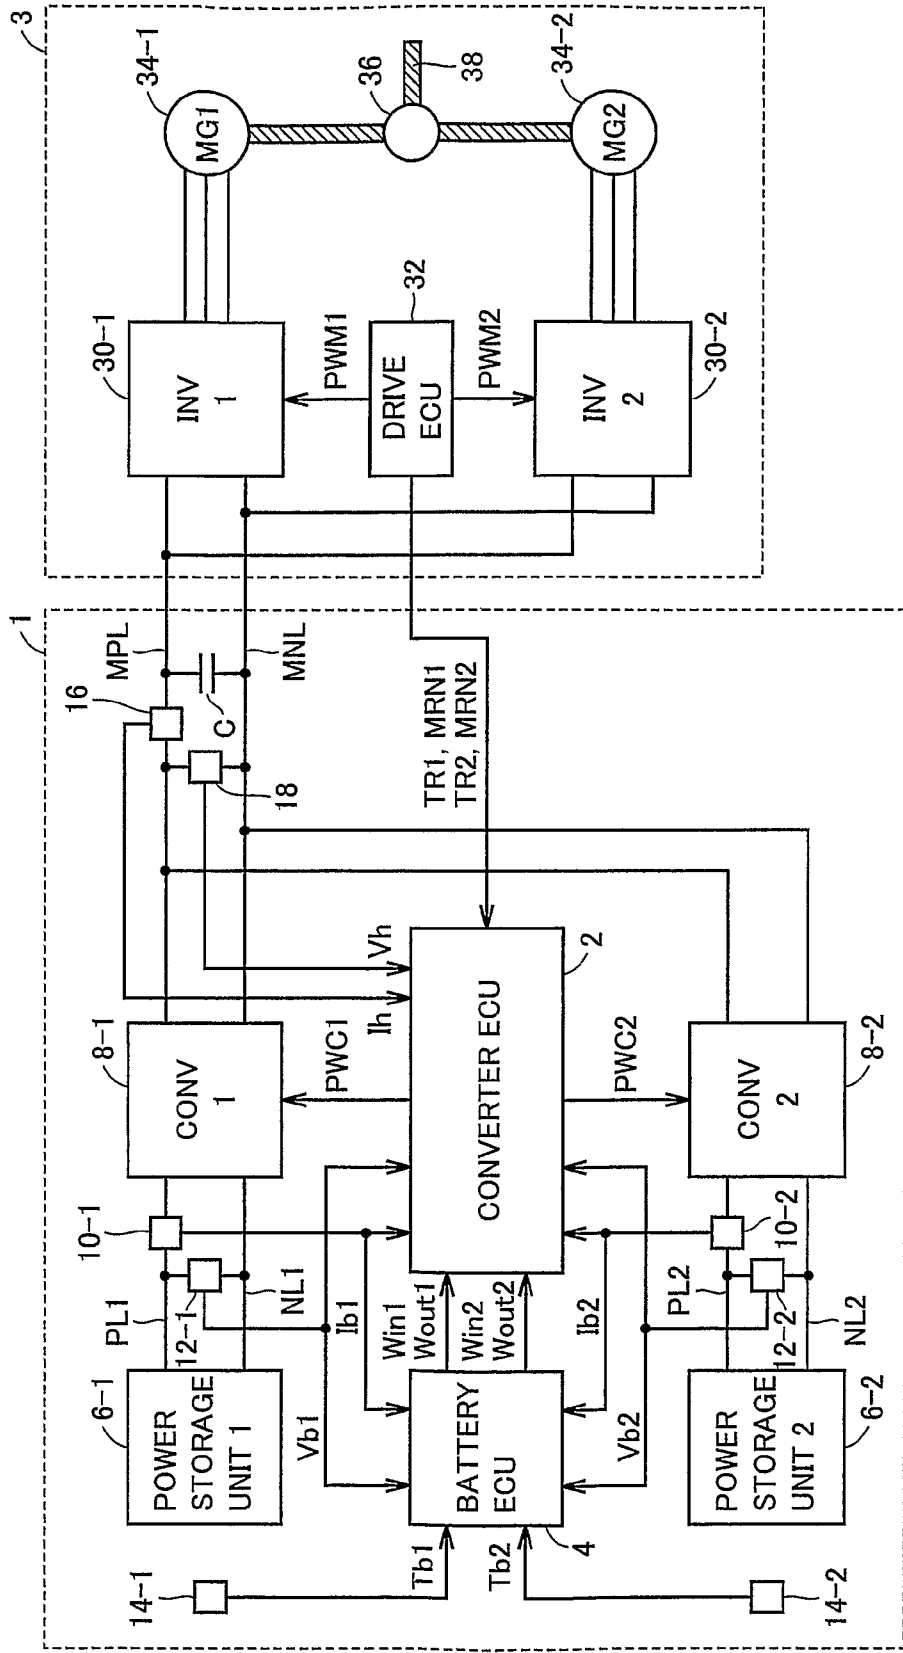 1
3
14-1
6-1
PL1
10-1
8-1
16
MPL
30-1
34-1
POWER
STORAGE
UNIT 1
12-1
NL1
CONV
1
18
C
MNL
INV
1
MG1
Vb1
Ib1
PWC1
Ih
Vh
PWM1
32
36
38
Tb1
Win1
Wout1
BATTERY
ECU
CONVERTER ECU
TR1, MRN1
TR2, MRN2
DRIVE
ECU
Tb2
Win2
Wout2
4
2
PWM2
Vb2
Ib2
PWC2
34-2
14-2
POWER
STORAGE
UNIT 2
12-2
PL2
10-2
CONV
2
INV
2
MG2
6-2
NL2
8-2
30-2